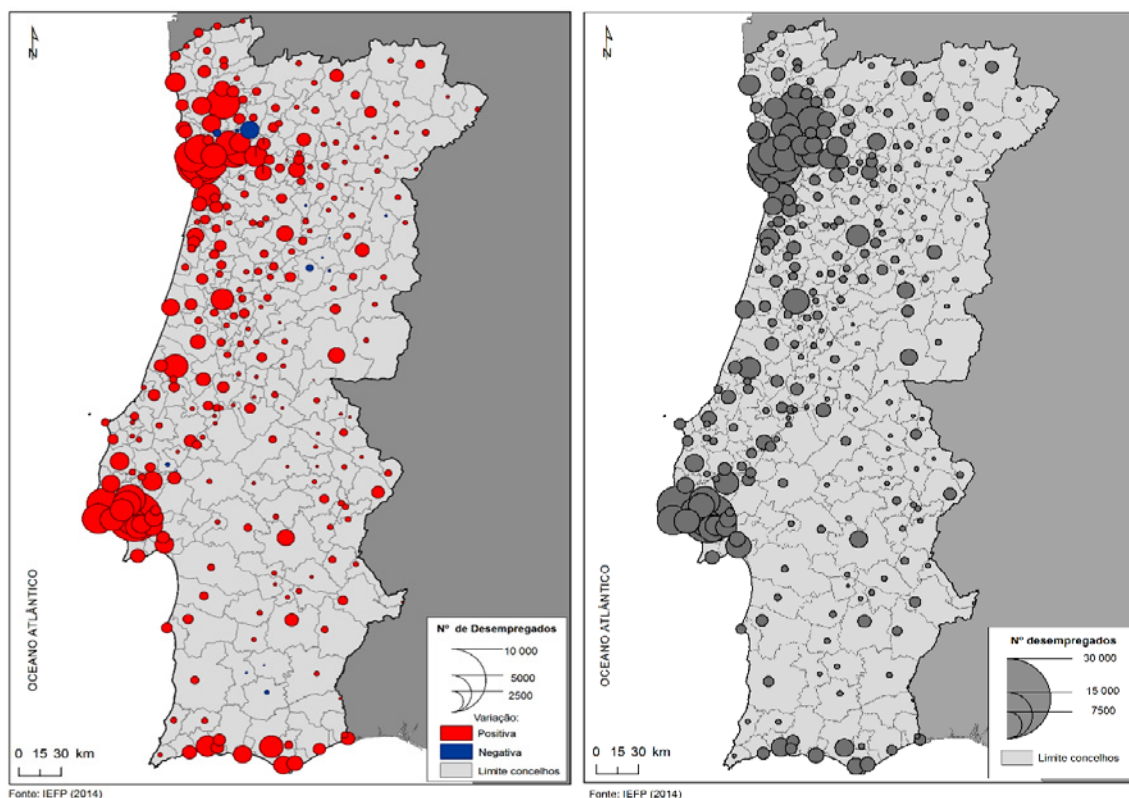 N
OCEANO ATLÂNTICO
0 15 30 km
Nº de Desempregados
10 000
5000
2500
Variação:
Positiva
Negativa
Limite concelhos
Fonte: IEFP (2014)
N
OCEANO ATLÂNTICO
0 15 30 km
Nº desempregados
30 000
15 000
7500
Limite concelhos
Fonte: IEFP (2014)